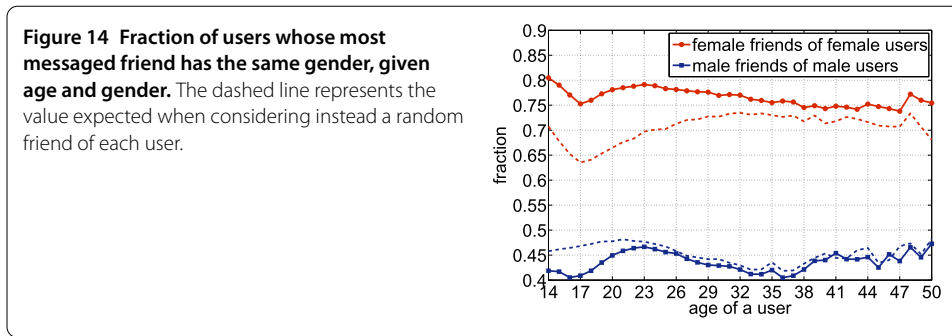 Figure 14 Fraction of users whose most
messaged friend has the same gender, given
age and gender. The dashed line represents the
value expected when considering instead a random
friend of each user.
0.9
0.85
0.8
0.75
0.7
0.65
0.6
0.55
0.5
0.45
0.4
fraction
female friends of female users
male friends of male users
14 17 20 23 26 29 32 35 38 41 44 47 50
age of a user